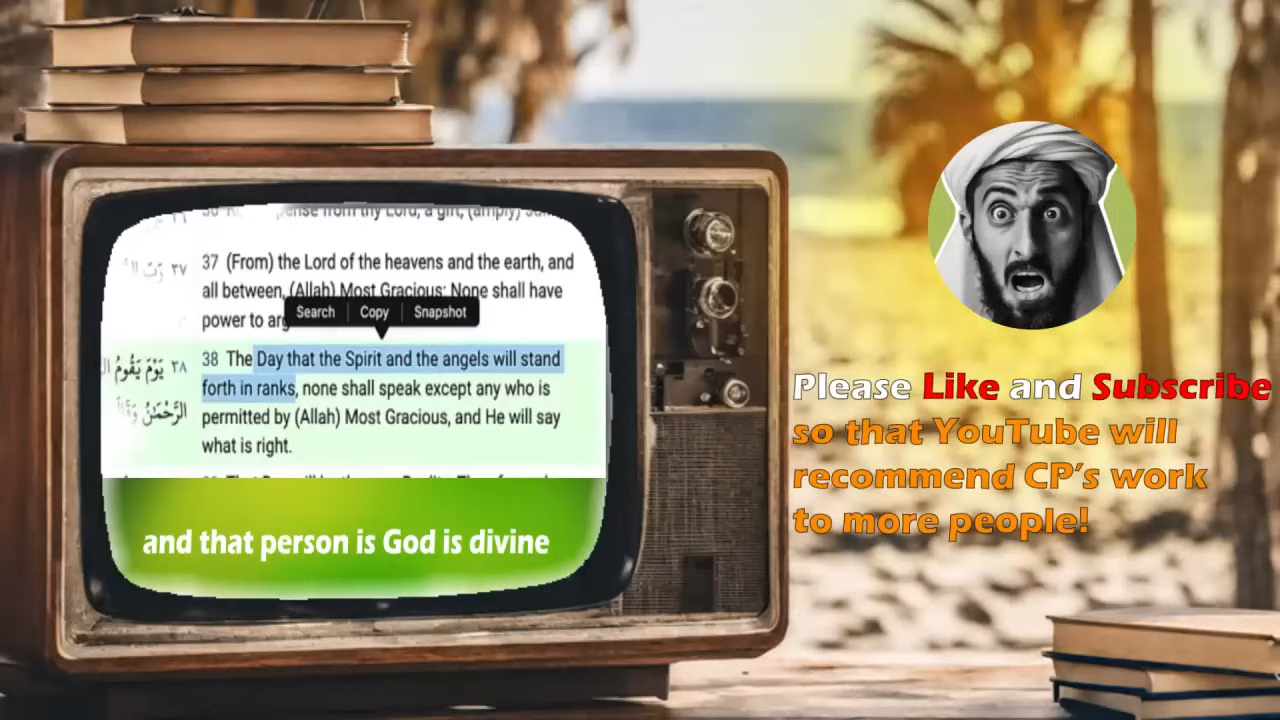 37 (From) the Lord of the heavens and the earth, and
all between, (Allah) Most Gracious: None shall have
power to
Search Copy Snapshot
٣٨ يَوْمَ يَقُومُ
38 The Day that the Spirit and the angels will stand
forth in ranks, none shall speak except any who is
permitted by (Allah) Most Gracious, and He will say
what is right.
and that person is God is divine
Please Like and Subscribe
so that YouTube will
recommend CP's work
to more people!